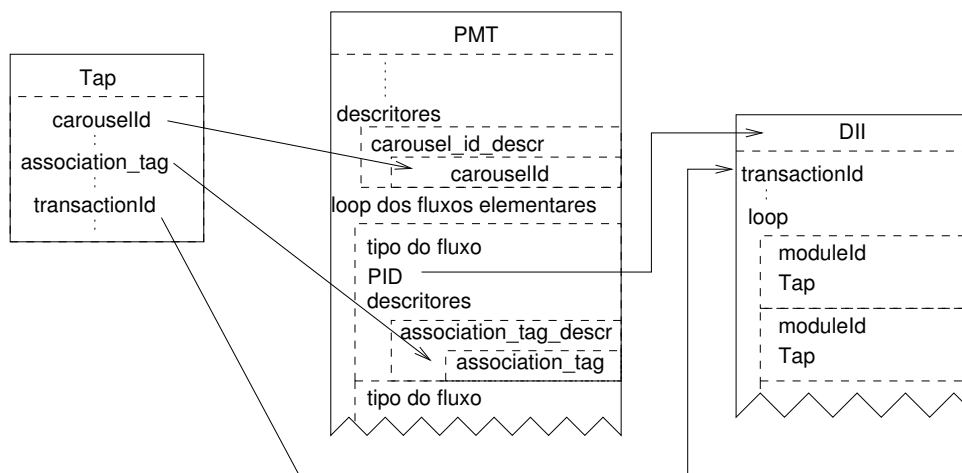 Tap
carouselId
association_tag
transactionId
PMT
descritores
carousel_id_descr
carouselId
loop dos fluxos elementares
tipo do fluxo
PID
descritores
association_tag_descr
association_tag
tipo do fluxo
DII
transactionId
loop
moduleId
Tap
moduleId
Tap